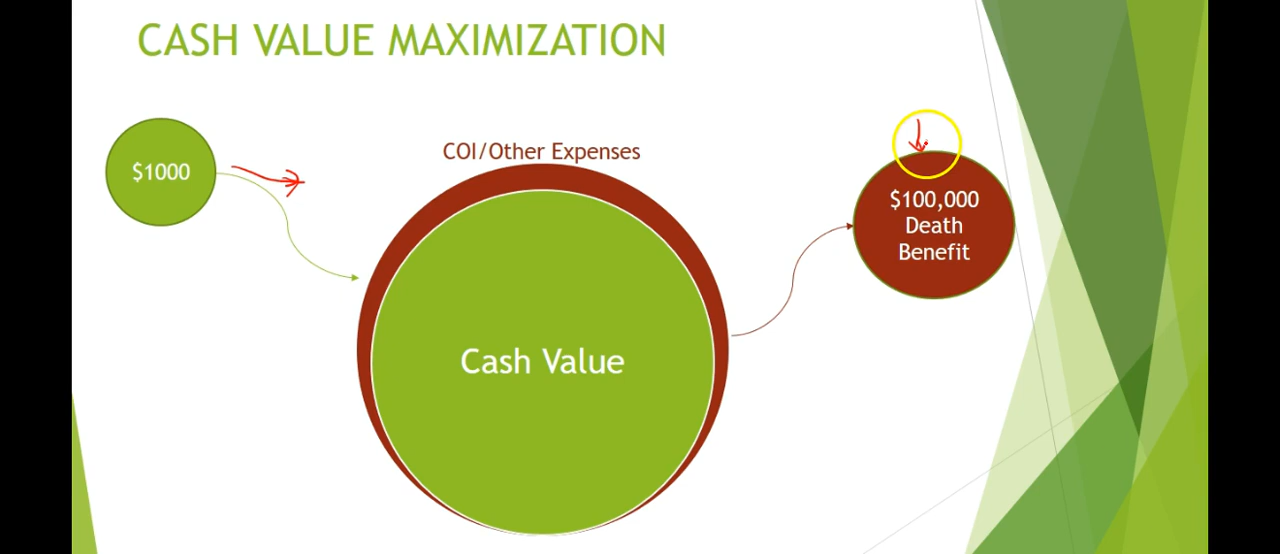 CASH VALUE MAXIMIZATION
$1000
COI/Other Expenses
Cash Value
$100,000
Death
Benefit